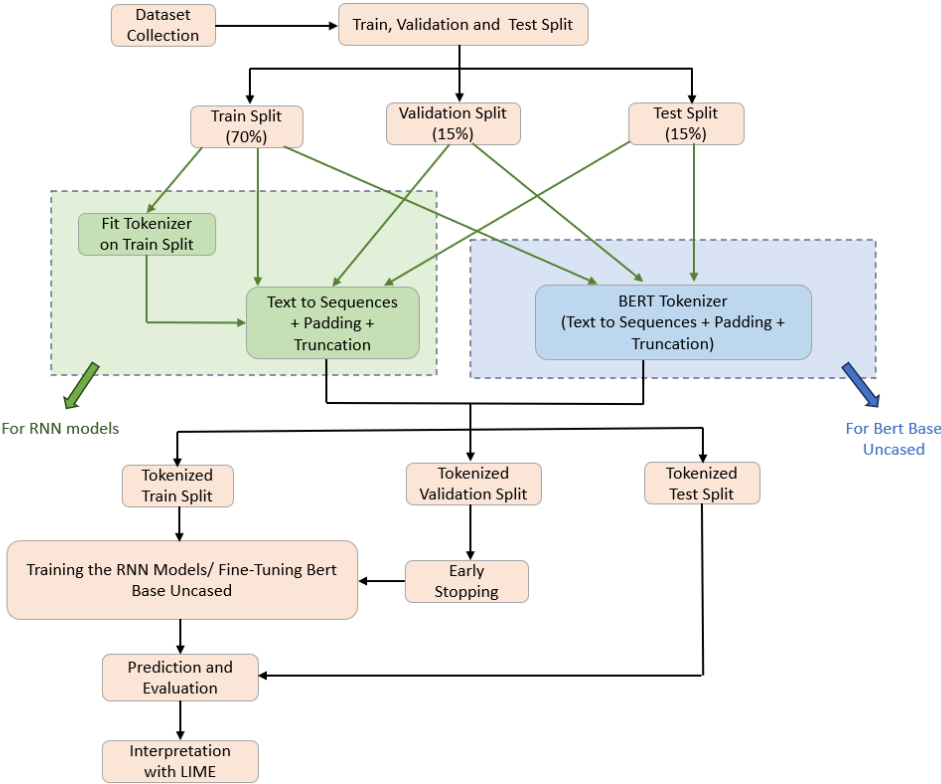 Dataset
Collection
Train, Validation and Test Split
Train Split
(70%)
Validation Split
(15%)
Test Split
(15%)
Fit Tokenizer
on Train Split
Text to Sequences
+ Padding +
Truncation
BERT Tokenizer
(Text to Sequences + Padding +
Truncation)
For RNN models
For Bert Base
Uncased
Tokenized
Train Split
Tokenized
Validation Split
Tokenized
Test Split
Training the RNN Models/ Fine-Tuning Bert
Base Uncased
Early
Stopping
Prediction and
Evaluation
Interpretation
with LIME